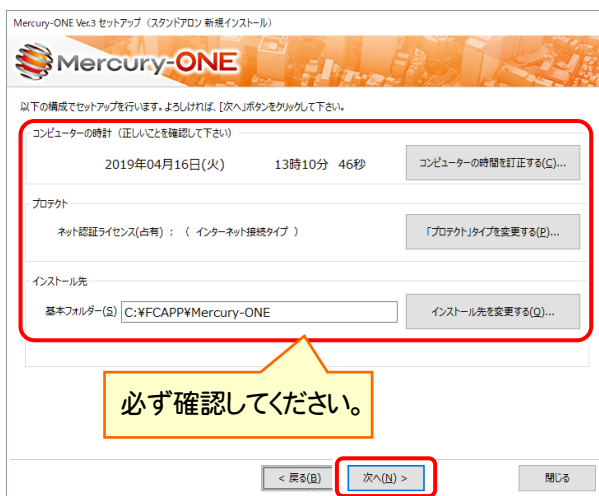 Mercury-ONE Ver.3 セットアップ（スタンドアロン 新規インストール）
Mercury-ONE
以下の構成でセットアップを行います。よろしければ、[次へ]ボタンをクリックして下さい。
コンピューターの時計（正しいことを確認して下さい）
2019年04月16日(火) 13時10分 46秒
コンピューターの時間を訂正する(C)...
プロテクト
ネット認証ライセンス(占有) ： （ インターネット接続タイプ ）
「プロテクト」タイプを変更する(P)...
インストール先
基本フォルダー(S) C:¥FCAPP¥Mercury-ONE
インストール先を変更する(O)...
必ず確認してください。
< 戻る(B) 次へ(N) > 閉じる